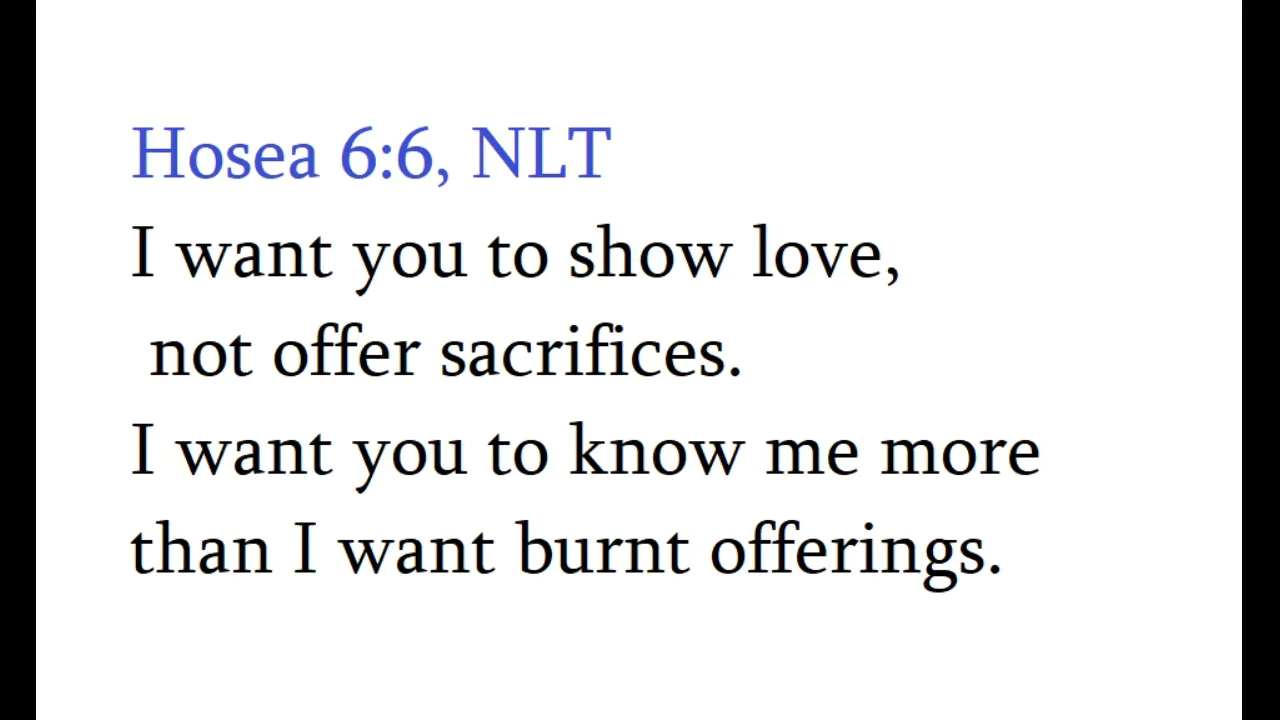 Hosea 6:6, NLT
I want you to show love,
not offer sacrifices.
I want you to know me more
than I want burnt offerings.